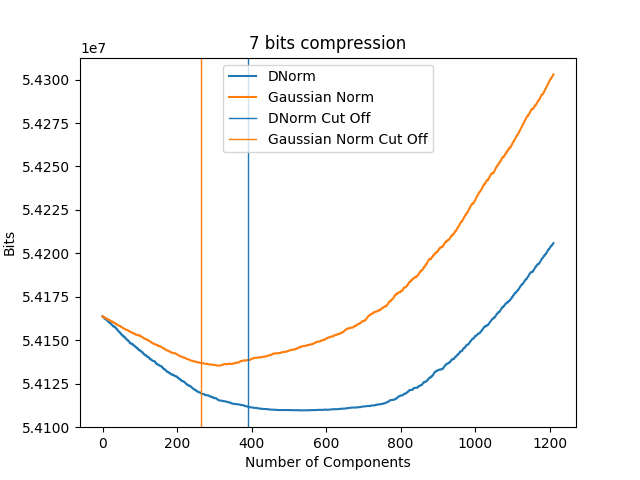 7 bits compression
1e7
5.4300
5.4275
5.4250
5.4225
5.4200
5.4175
5.4150
5.4125
5.4100
Bits
DNorm
Gaussian Norm
DNorm Cut Off
Gaussian Norm Cut Off
0 200 400 600 800 1000 1200
Number of Components